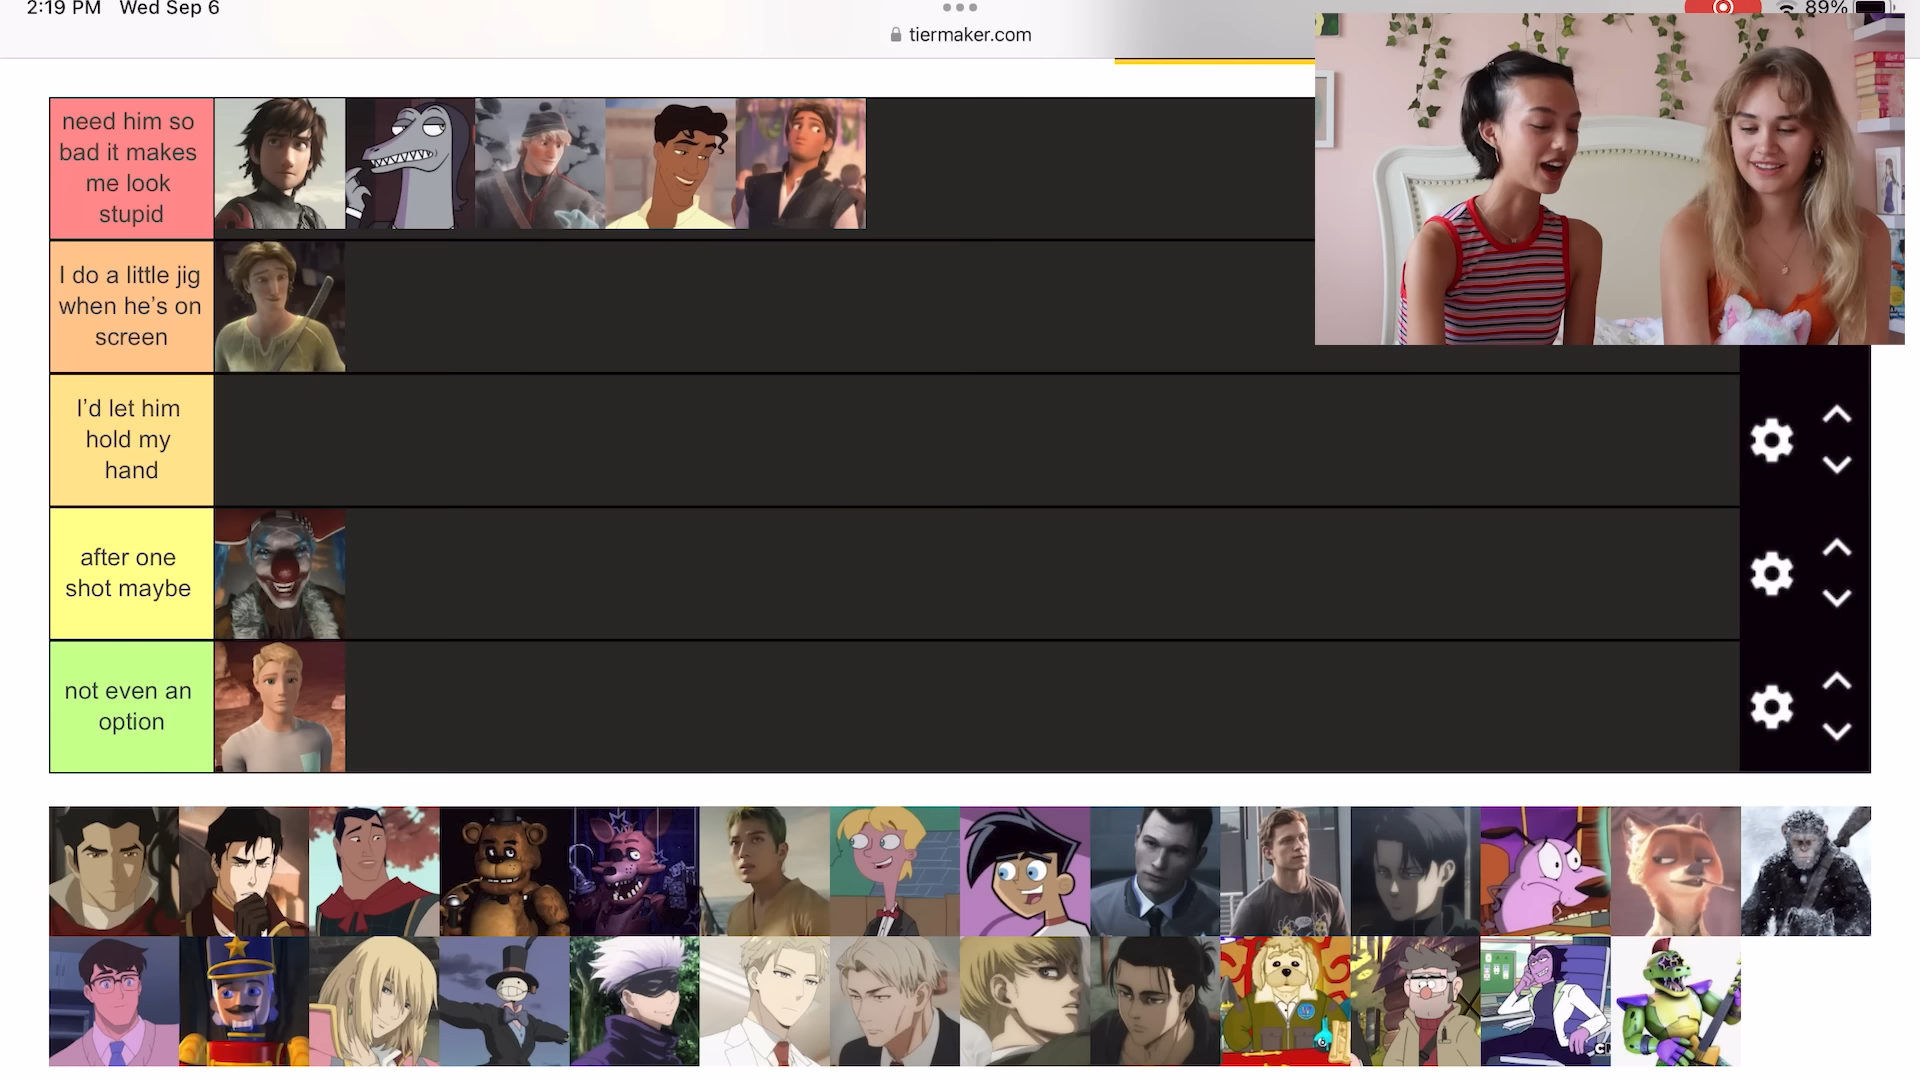 2:19 PM Wed Sep 6
89%
tiermaker.com
need him so
bad it makes
me look
stupid
I do a little jig
when he's on
screen
I'd let him
hold my
hand
after one
shot maybe
not even an
option